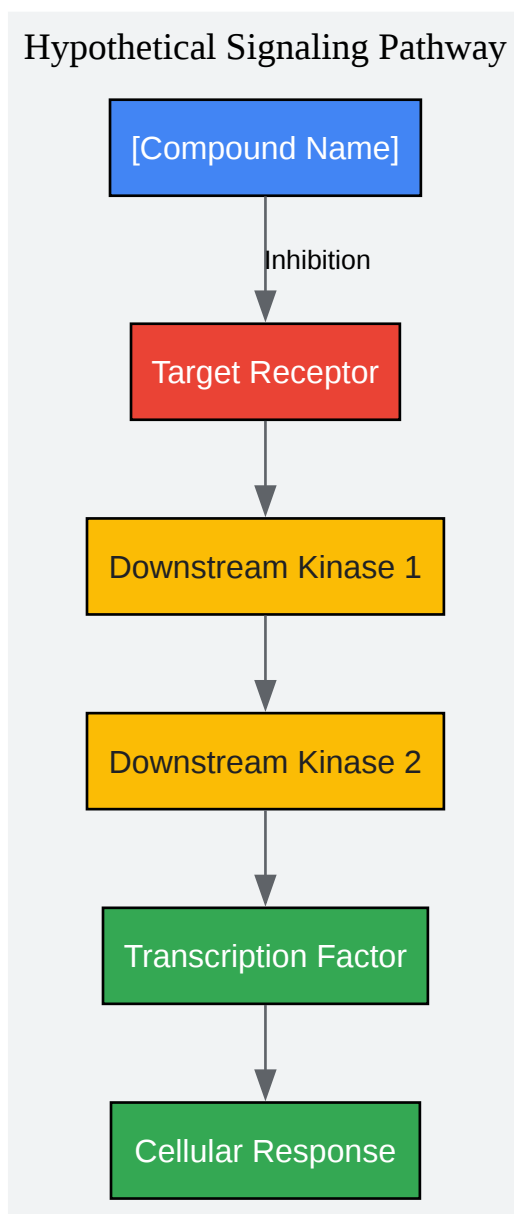 Hypothetical Signaling Pathway
[Compound Name]
Inhibition
Target Receptor
Downstream Kinase 1
Downstream Kinase 2
Transcription Factor
Cellular Response